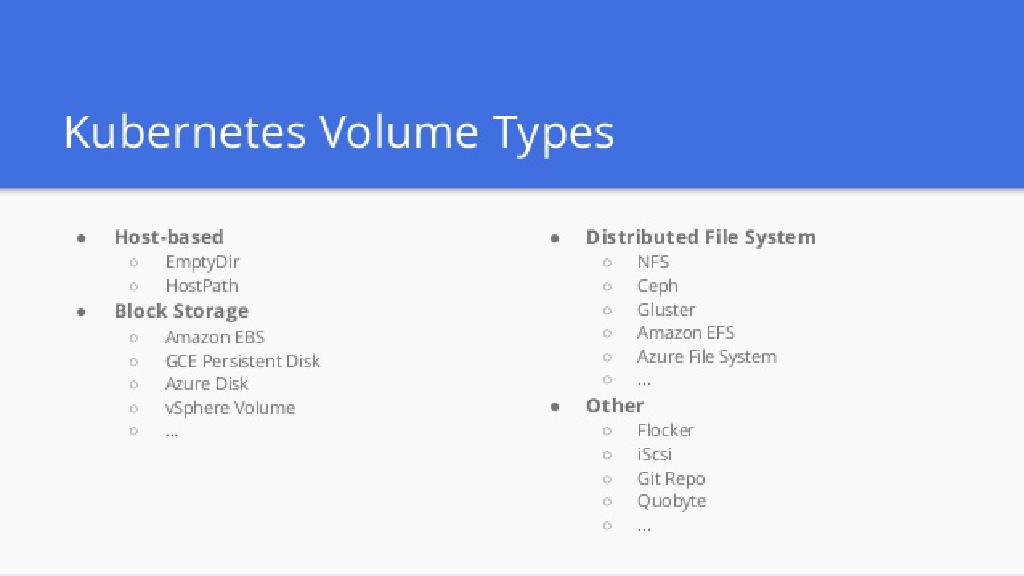 Kubernetes Volume Types
● Host-based
○ EmptyDir
○ HostPath
● Block Storage
○ Amazon EBS
○ GCE Persistent Disk
○ Azure Disk
○ vSphere Volume
○ ...
● Distributed File System
○ NFS
○ Ceph
○ Gluster
○ Amazon EFS
○ Azure File System
○ ...
● Other
○ Flocker
○ iScsi
○ Git Repo
○ Quobyte
○ ...